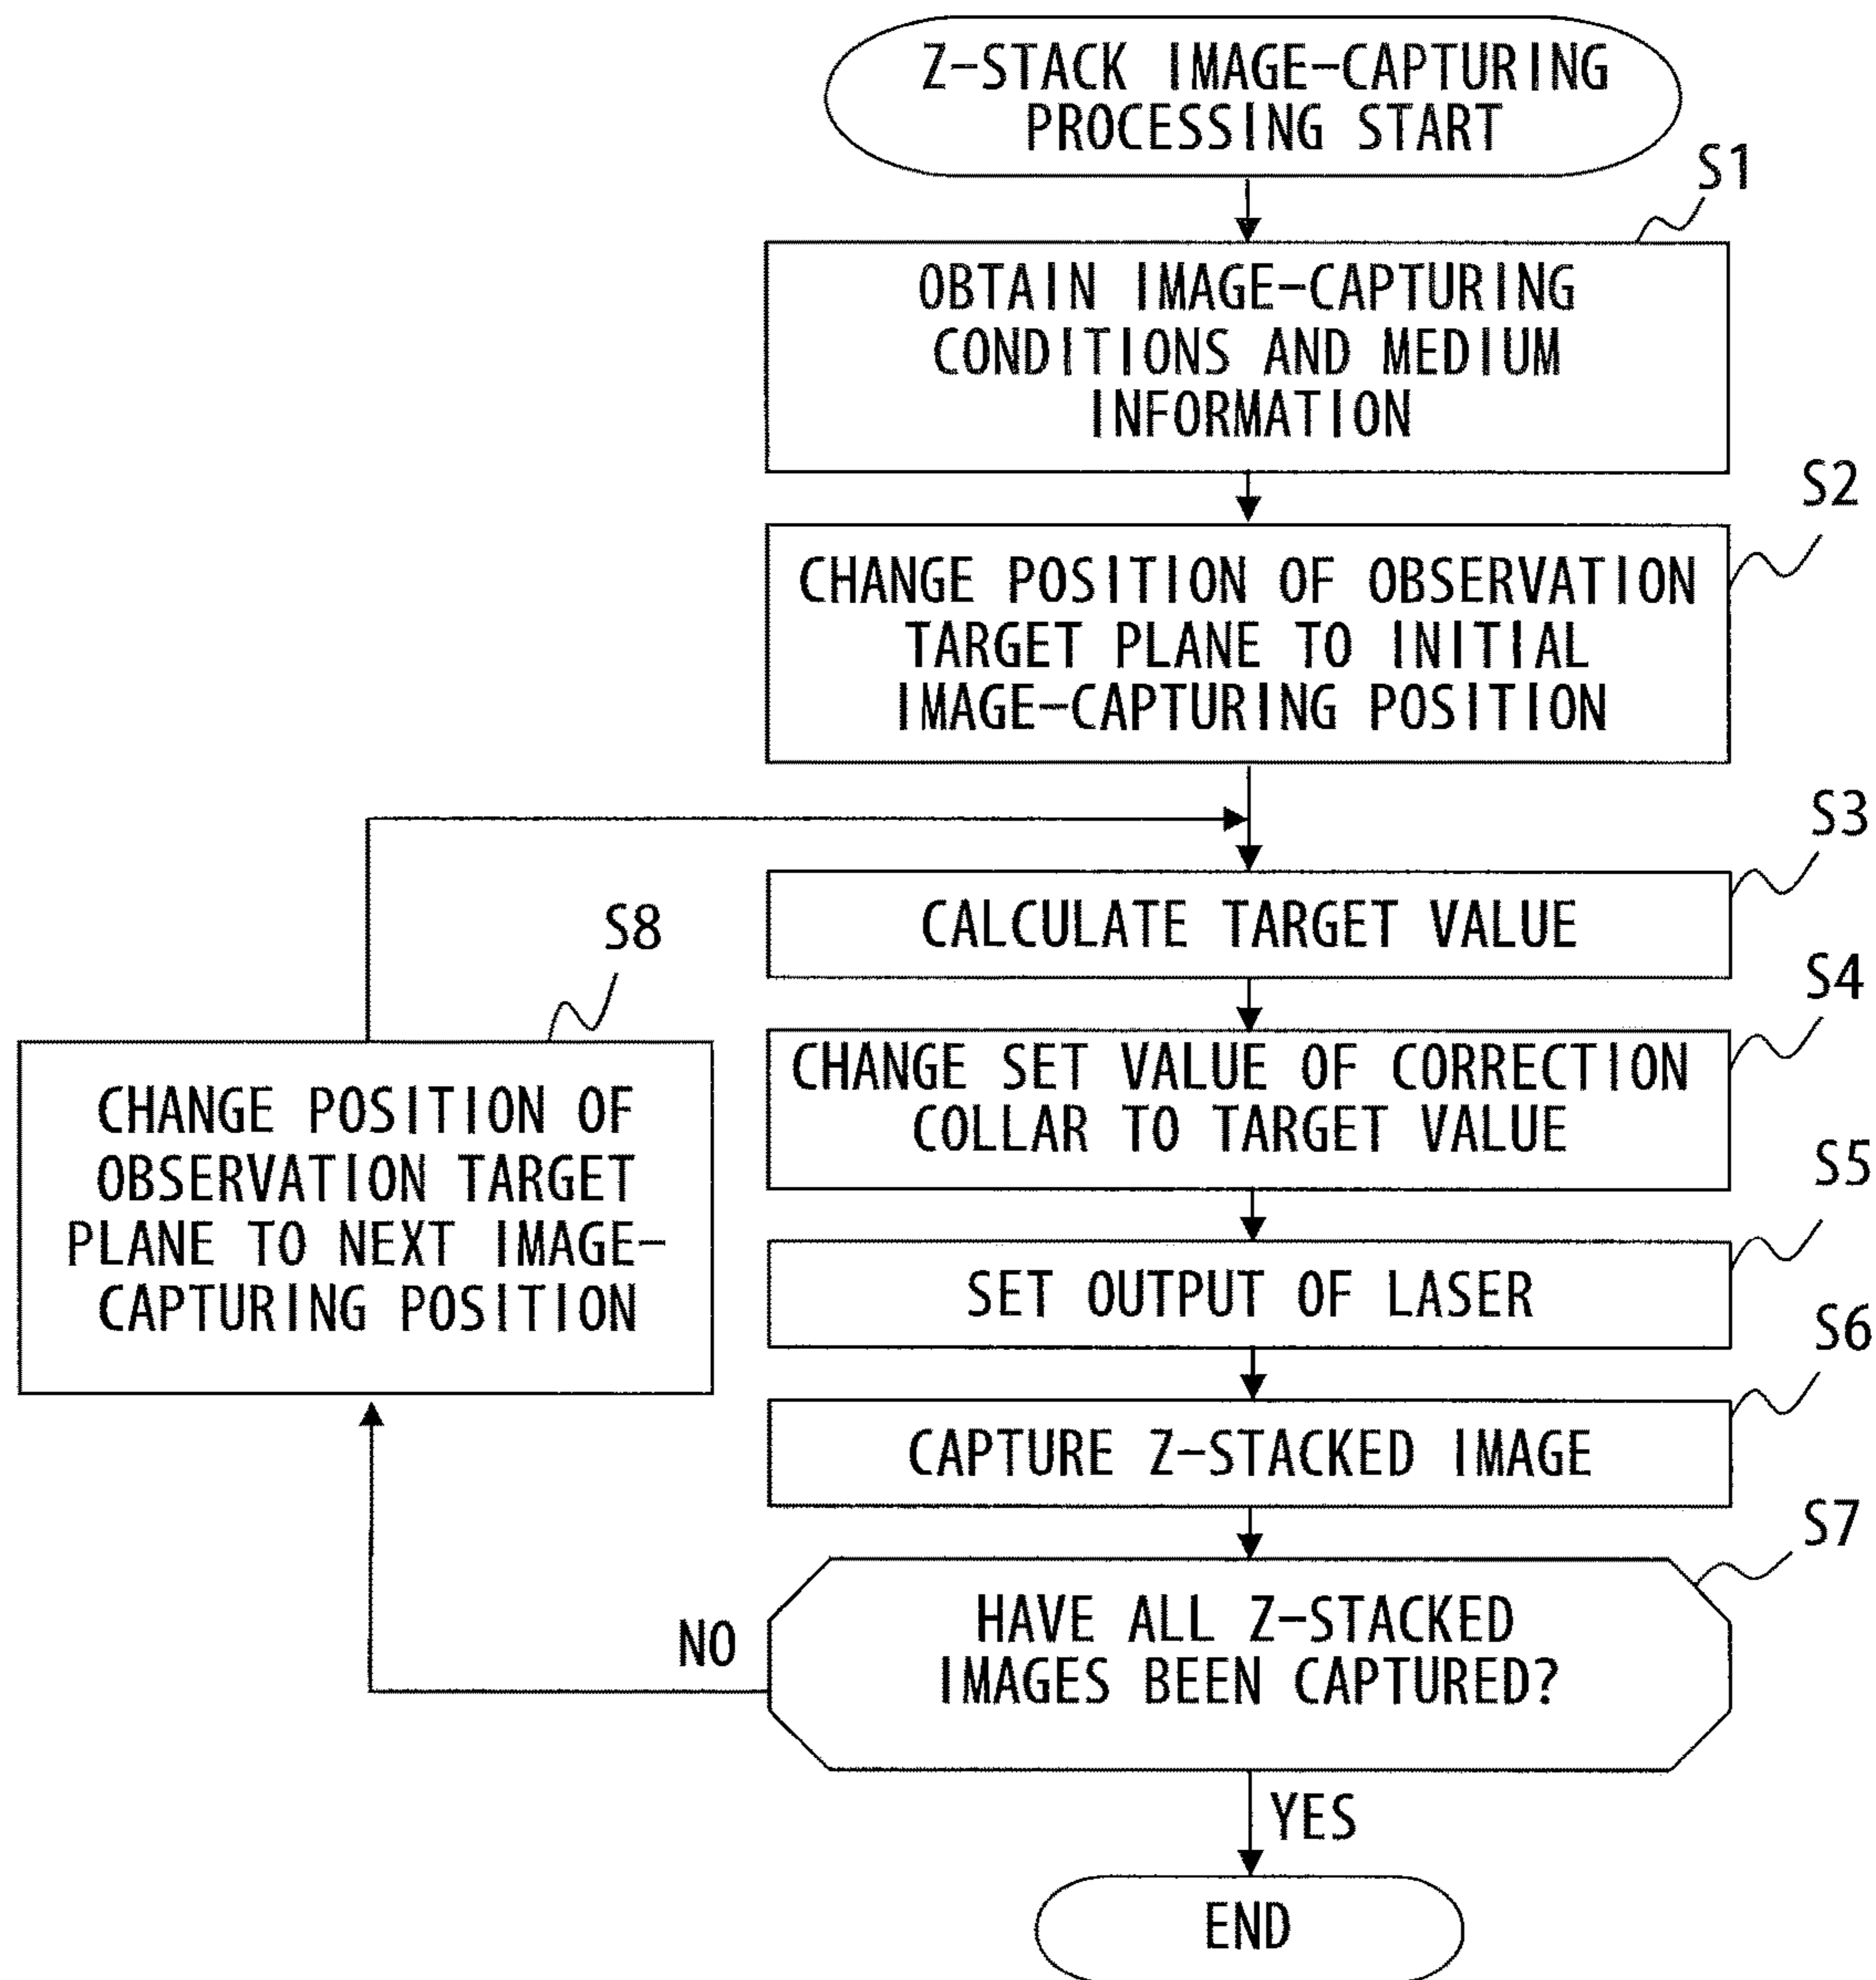 Z-STACK IMAGE-CAPTURING
PROCESSING START
S1
OBTAIN IMAGE-CAPTURING
CONDITIONS AND MEDIUM
INFORMATION
S2
CHANGE POSITION OF OBSERVATION
TARGET PLANE TO INITIAL
IMAGE-CAPTURING POSITION
S3
CALCULATE TARGET VALUE
S4
CHANGE SET VALUE OF CORRECTION
COLLAR TO TARGET VALUE
S5
SET OUTPUT OF LASER
S6
CAPTURE Z-STACKED IMAGE
S7
HAVE ALL Z-STACKED
IMAGES BEEN CAPTURED?
NO
S8
CHANGE POSITION OF
OBSERVATION TARGET
PLANE TO NEXT IMAGE-
CAPTURING POSITION
YES
END